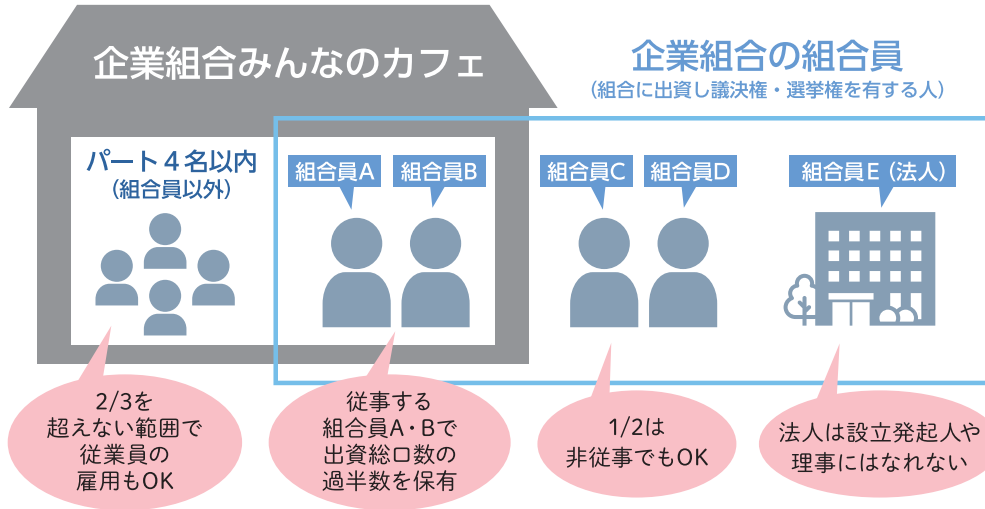 企業組合みんなのカフェ
企業組合の組合員
（組合に出資し議決権・選挙権を有する人）
パート４名以内
（組合員以外）
組合員A
組合員B
組合員C
組合員D
組合員E（法人）
2/3を
超えない範囲で
従業員の
雇用もOK
従事する
組合員A・Bで
出資総口数の
過半数を保有
1/2は
非従事でもOK
法人は設立発起人や
理事にはなれない